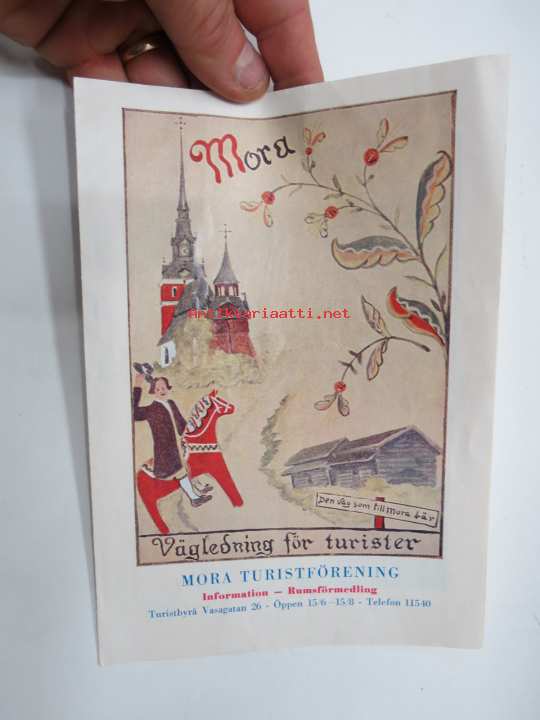 Mora
Antikvariaatti.net
Den väg som till Mora bär
Vägledning för turister
MORA TURISTFÖRENING
Information — Rumsförmedling
Turistbyrå Vasagatan 26 - Öppen 15/6—15/8 - Telefon 11540